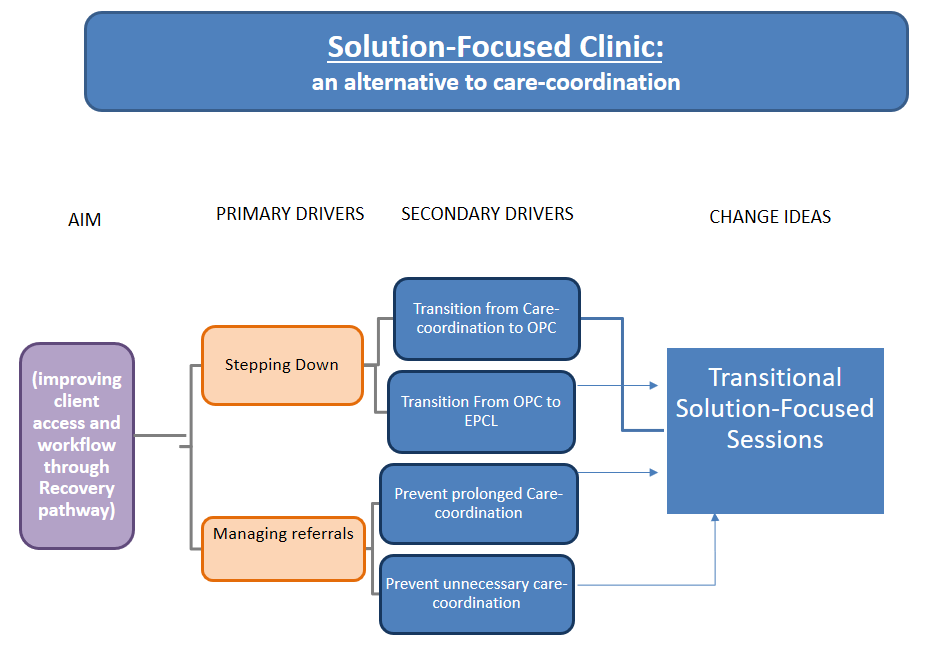 Solution-Focused Clinic:
an alternative to care-coordination
AIM
PRIMARY DRIVERS
SECONDARY DRIVERS
CHANGE IDEAS
(improving
client
access and
workflow
through
Recovery
pathway)
Stepping Down
Managing referrals
Transition from Care-
coordination to OPC
Transition From OPC to
EPCL
Prevent prolonged Care-
coordination
Prevent unnecessary care-
coordination
Transitional
Solution-Focused
Sessions